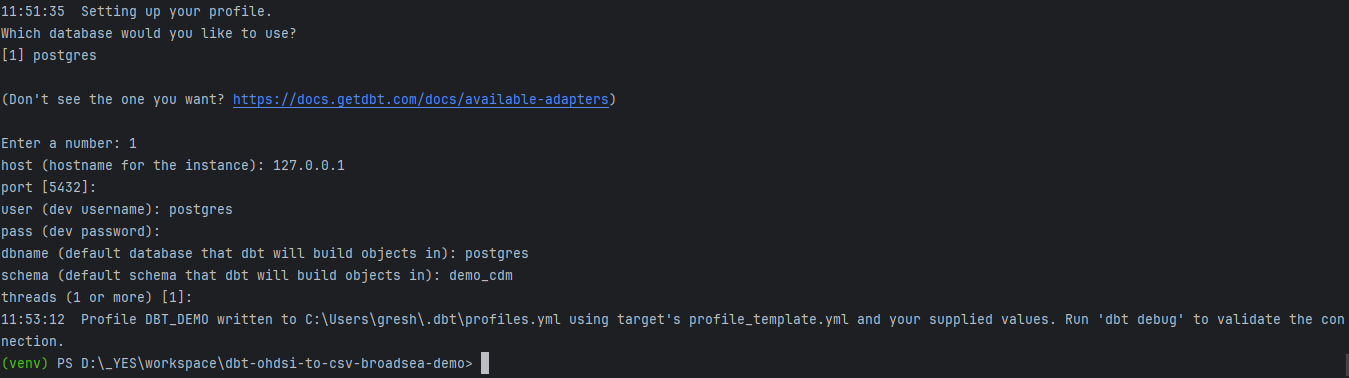 11:51:35  Setting up your profile.
Which database would you like to use?
[1] postgres
(Don't see the one you want? https://docs.getdbt.com/docs/available-adapters)
Enter a number: 1
host (hostname for the instance): 127.0.0.1
port [5432]:
user (dev username): postgres
pass (dev password):
dbname (default database that dbt will build objects in): postgres
schema (default schema that dbt will build objects in): demo_cdm
threads (1 or more) [1]:
11:53:12  Profile DBT_DEMO written to C:\Users\gresh\.dbt\profiles.yml using target's profile_template.yml and your supplied values. Run 'dbt debug' to validate the con
nection.
(venv) PS D:\_YES\workspace\dbt-ohdsi-to-csv-broadsea-demo>